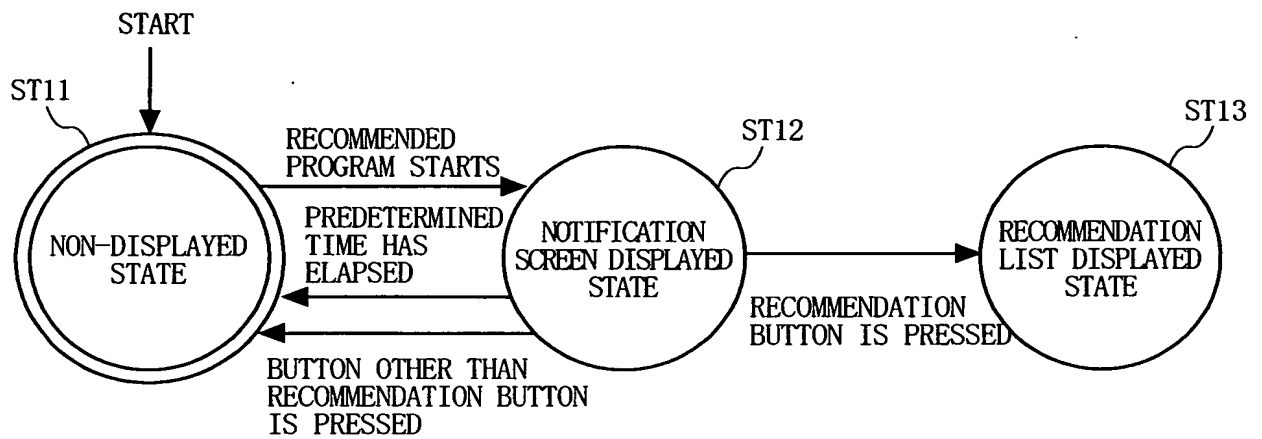 START
ST11
RECOMMENDED
PROGRAM STARTS
ST12
ST13
PREDETERMINED
TIME HAS
ELAPSED
NON-DISPLAYED
STATE
NOTIFICATION
SCREEN DISPLAYED
STATE
RECOMMENDATION
LIST DISPLAYED
STATE
RECOMMENDATION
BUTTON IS PRESSED
BUTTON OTHER THAN
RECOMMENDATION BUTTON
IS PRESSED